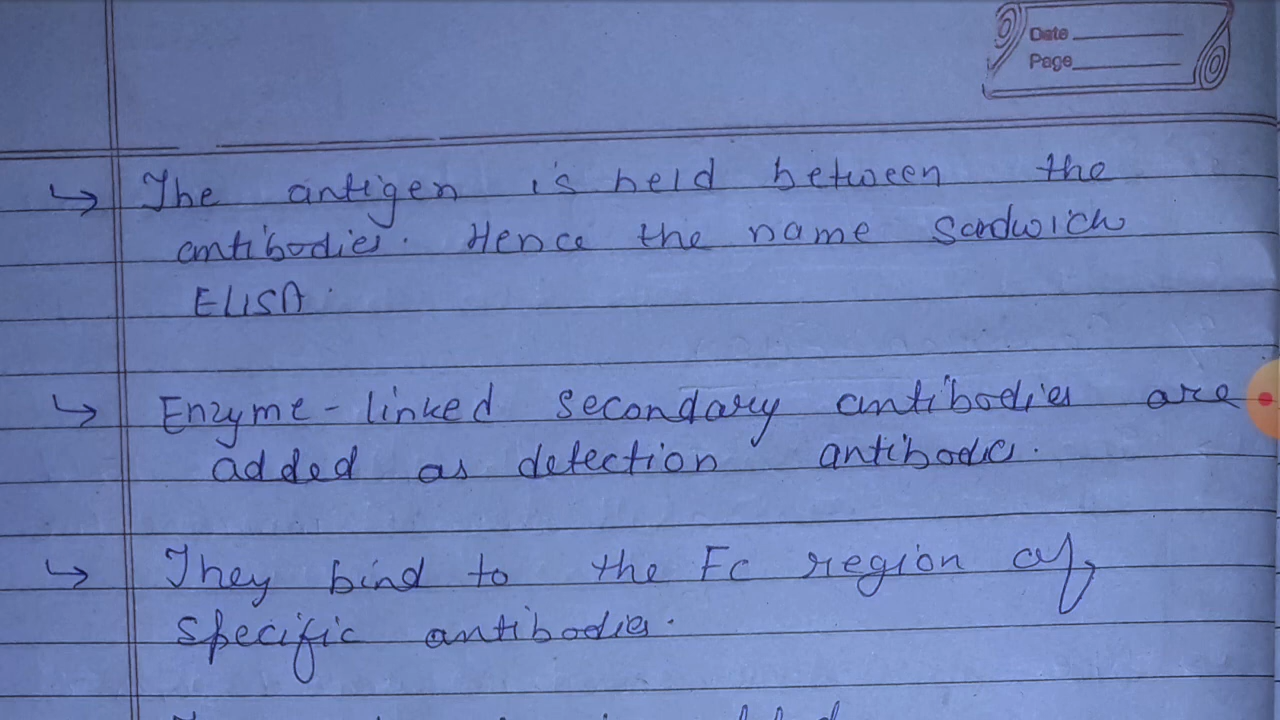 Date
Page
↳ The antigen is held between the
antibodies. Hence the name Sandwich
ELISA.
↳ Enzyme-linked secondary antibodies are
added as detection antibodies.
↳ They bind to the Fc region of
specific antibodies.